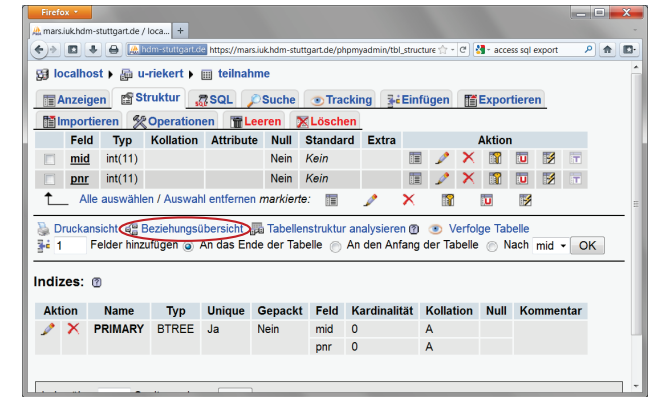 Firefox
mars.iuk.hdm-stuttgart.de / loca... +
hdm-stuttgart.de https://mars.iuk.hdm-stuttgart.de/phpmyadmin/tbl_structure - C access sql export
localhost u-riekert teilnahme
Anzeigen Struktur SQL Suche Tracking Einfügen Exportieren
Importieren Operationen Leeren Löschen
Feld Typ Kollation Attribute Null Standard Extra Aktion
mid int(11) Nein Kein
pnr int(11) Nein Kein
Alle auswählen / Auswahl entfernen markierte:
Druckansicht Beziehungsübersicht Tabellenstruktur analysieren Verfolge Tabelle
1 Felder hinzufügen An das Ende der Tabelle An den Anfang der Tabelle Nach mid OK
Indizes:
Aktion Name Typ Unique Gepackt Feld Kardinalität Kollation Null Kommentar
PRIMARY BTREE Ja Nein mid 0 A
pnr 0 A